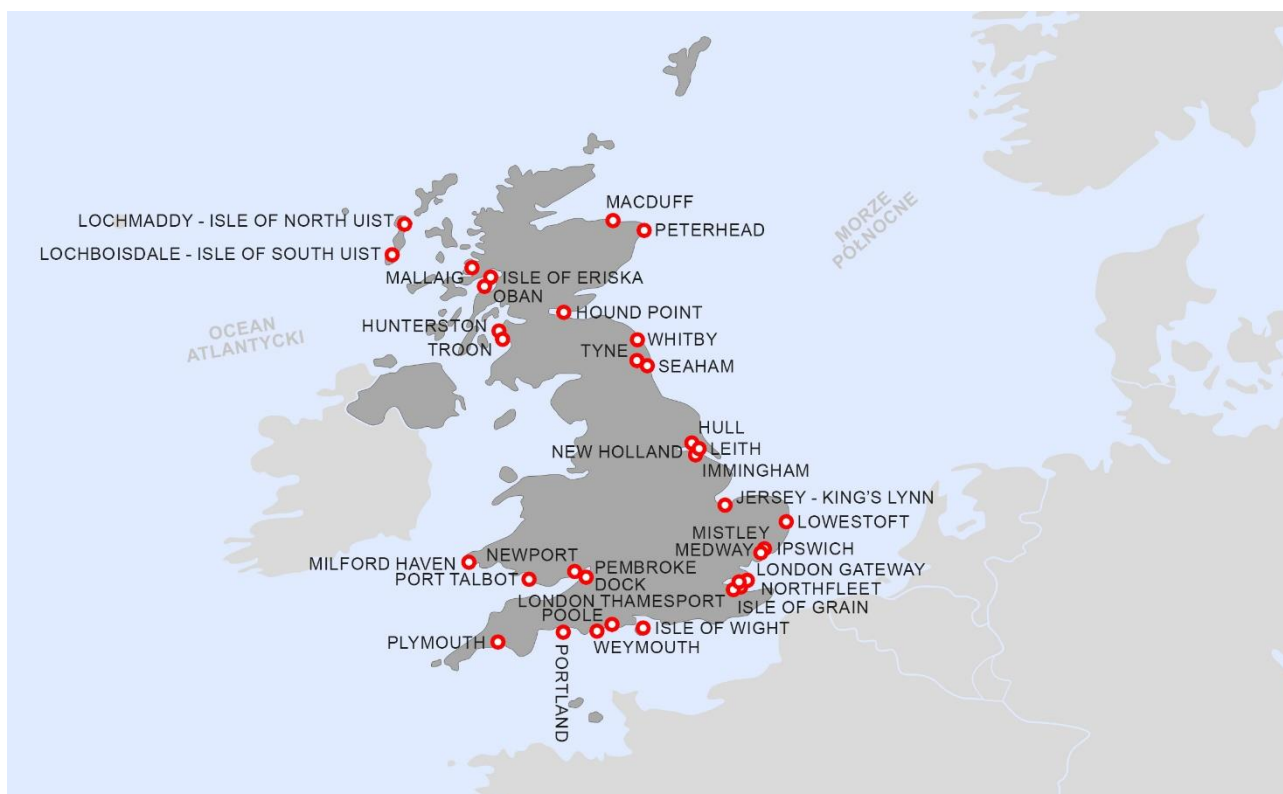 MACDUFF
LOCHMADDY - ISLE OF NORTH UIST
PETERHEAD
MORZE
PÓŁNOCNE
LOCHBOISDALE - ISLE OF SOUTH UIST
MALLAIG
ISLE OF ERISKA
OBAN
HOUND POINT
OCEAN
ATLANTYCKI
HUNTERSTON
TROON
WHITBY
TYNE
SEAHAM
HULL
NEW HOLLAND
LEITH
IMMINGHAM
JERSEY - KING'S LYNN
LOWESTOFT
MISTLEY
MEDWAY
IPSWICH
NEWPORT
MILFORD HAVEN
PORT TALBOT
PEMBROKE
DOCK
LONDON GATEWAY
NORTHFLEET
LONDON THAMESPORT
ISLE OF GRAIN
POOLE
ISLE OF WIGHT
PLYMOUTH
WEYMOUTH
PORTLAND